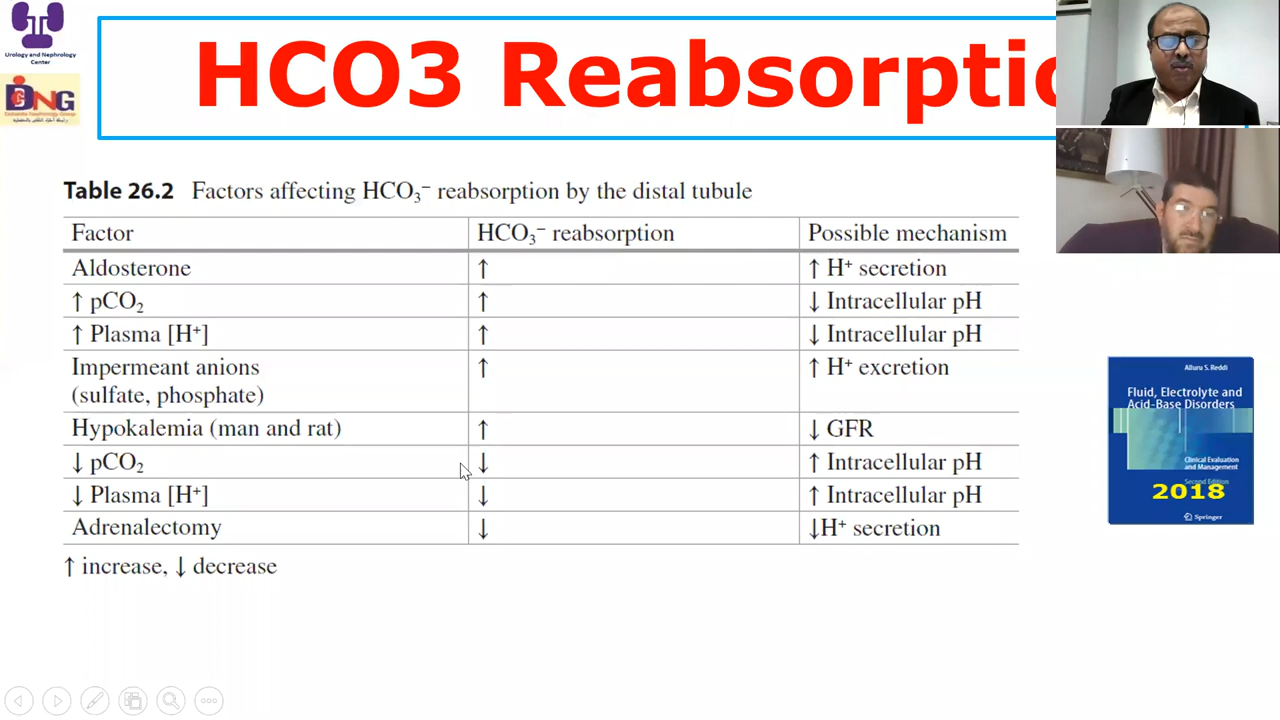 Urology and Nephrology
Center
DNG
HCO3 Reabsorptio
Table 26.2 Factors affecting HCO₃⁻ reabsorption by the distal tubule
Factor HCO₃⁻ reabsorption Possible mechanism
Aldosterone ↑ ↑ H⁺ secretion
↑ pCO₂ ↑ ↓ Intracellular pH
↑ Plasma [H⁺] ↑ ↓ Intracellular pH
Impermeant anions ↑ ↑ H⁺ excretion
(sulfate, phosphate)
Hypokalemia (man and rat) ↑ ↓ GFR
↓ pCO₂ ↓ ↑ Intracellular pH
↓ Plasma [H⁺] ↓ ↑ Intracellular pH
Adrenalectomy ↓ ↓H⁺ secretion
↑ increase, ↓ decrease
Alluru S. Reddi
Fluid, Electrolyte and
Acid-Base Disorders
Clinical Evaluation
and Management
Second Edition
2018
Springer